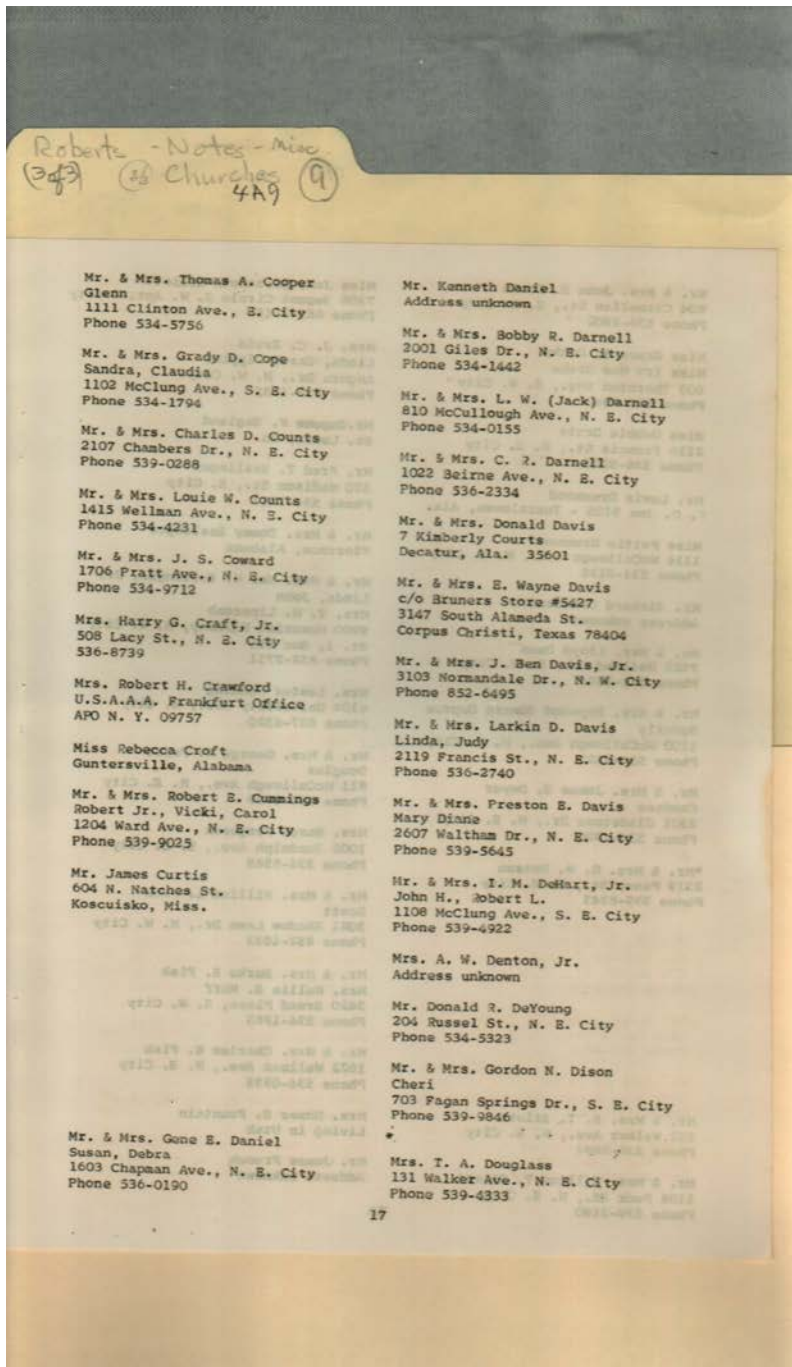 Roberts - Notes - Misc
(3 of 3) Churches 9
4A9
Mr. & Mrs. Thomas A. Cooper
Glenn
1111 Clinton Ave., E. City
Phone 534-5756
Mr. & Mrs. Grady D. Cope
Sandra, Claudia
1102 McClung Ave., S. E. City
Phone 534-1794
Mr. & Mrs. Charles D. Counts
2107 Chambers Dr., N. E. City
Phone 539-0288
Mr. & Mrs. Louie W. Counts
1415 Wellman Ave., N. E. City
Phone 534-4231
Mr. & Mrs. J. S. Coward
1706 Pratt Ave., N. E. City
Phone 534-9712
Mrs. Harry G. Craft, Jr.
508 Lacy St., N. E. City
536-8739
Mrs. Robert H. Crawford
U.S.A.A.A. Frankfurt Office
APO N. Y. 09757
Miss Rebecca Croft
Guntersville, Alabama
Mr. & Mrs. Robert E. Cummings
Robert Jr., Vicki, Carol
1204 Ward Ave., N. E. City
Phone 539-9025
Mr. James Curtis
604 N. Natches St.
Koscuisko, Miss.
Mr. & Mrs. Gene E. Daniel
Susan, Debra
1603 Chapman Ave., N. E. City
Phone 536-0190
Mr. Kenneth Daniel
Address unknown
Mr. & Mrs. Bobby R. Darnell
2001 Giles Dr., N. E. City
Phone 534-1442
Mr. & Mrs. L. W. (Jack) Darnell
810 McCullough Ave., N. E. City
Phone 534-0155
Mr. & Mrs. C. R. Darnell
1022 Beirne Ave., N. E. City
Phone 536-2334
Mr. & Mrs. Donald Davis
7 Kimberly Courts
Decatur, Ala. 35601
Mr. & Mrs. E. Wayne Davis
c/o Bruners Store #5427
3147 South Alameda St.
Corpus Christi, Texas 78404
Mr. & Mrs. J. Ben Davis, Jr.
3103 Normandale Dr., N. W. City
Phone 852-6495
Mr. & Mrs. Larkin D. Davis
Linda, Judy
2119 Francis St., N. E. City
Phone 536-2740
Mr. & Mrs. Preston B. Davis
Mary Diane
2607 Waltham Dr., N. E. City
Phone 539-5645
Mr. & Mrs. I. M. DeHart, Jr.
John H., Robert L.
1108 McClung Ave., S. E. City
Phone 539-4922
Mrs. A. W. Denton, Jr.
Address unknown
Mr. Donald R. DeYoung
204 Russel St., N. E. City
Phone 534-5323
Mr. & Mrs. Gordon N. Dison
Cheri
703 Fagan Springs Dr., S. E. City
Phone 539-9846
Mrs. T. A. Douglass
131 Walker Ave., N. E. City
Phone 539-4333
17